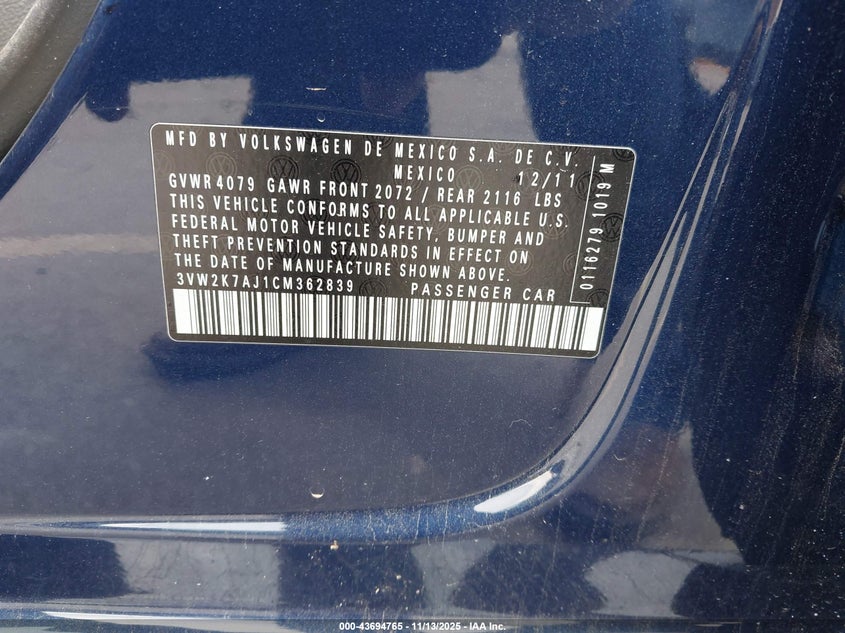 MFD BY VOLKSWAGEN DE MEXICO S.A. DE C.V.
MEXICO 12/11
GVWR 4079 GAWR FRONT 2072 / REAR 2116 LBS
THIS VEHICLE CONFORMS TO ALL APPLICABLE U.S.
FEDERAL MOTOR VEHICLE SAFETY, BUMPER AND
THEFT PREVENTION STANDARDS IN EFFECT ON
THE DATE OF MANUFACTURE SHOWN ABOVE.
3VW2K7AJ1CM362839 PASSENGER CAR
0116279 1019 M
000-43694765 - 11/13/2025 - IAA Inc.